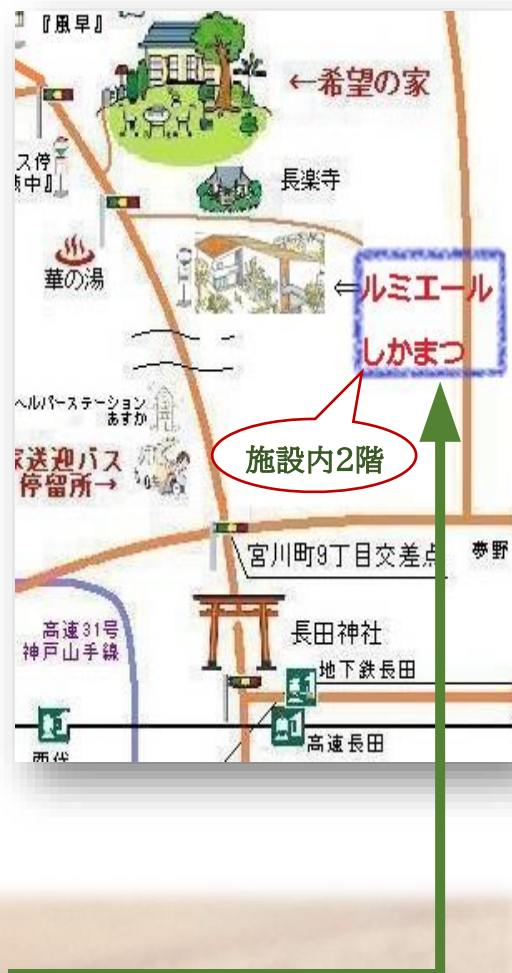 『風早』
←希望の家
ス停
中』
長楽寺
華の湯
⇐ルミエール
しかまつ
ヘルパーステーション
あすか
施設内2階
送迎バス
停留所→
宮川町9丁目交差点
夢野
長田神社
高速31号
神戸山手線
地下鉄長田
高速長田